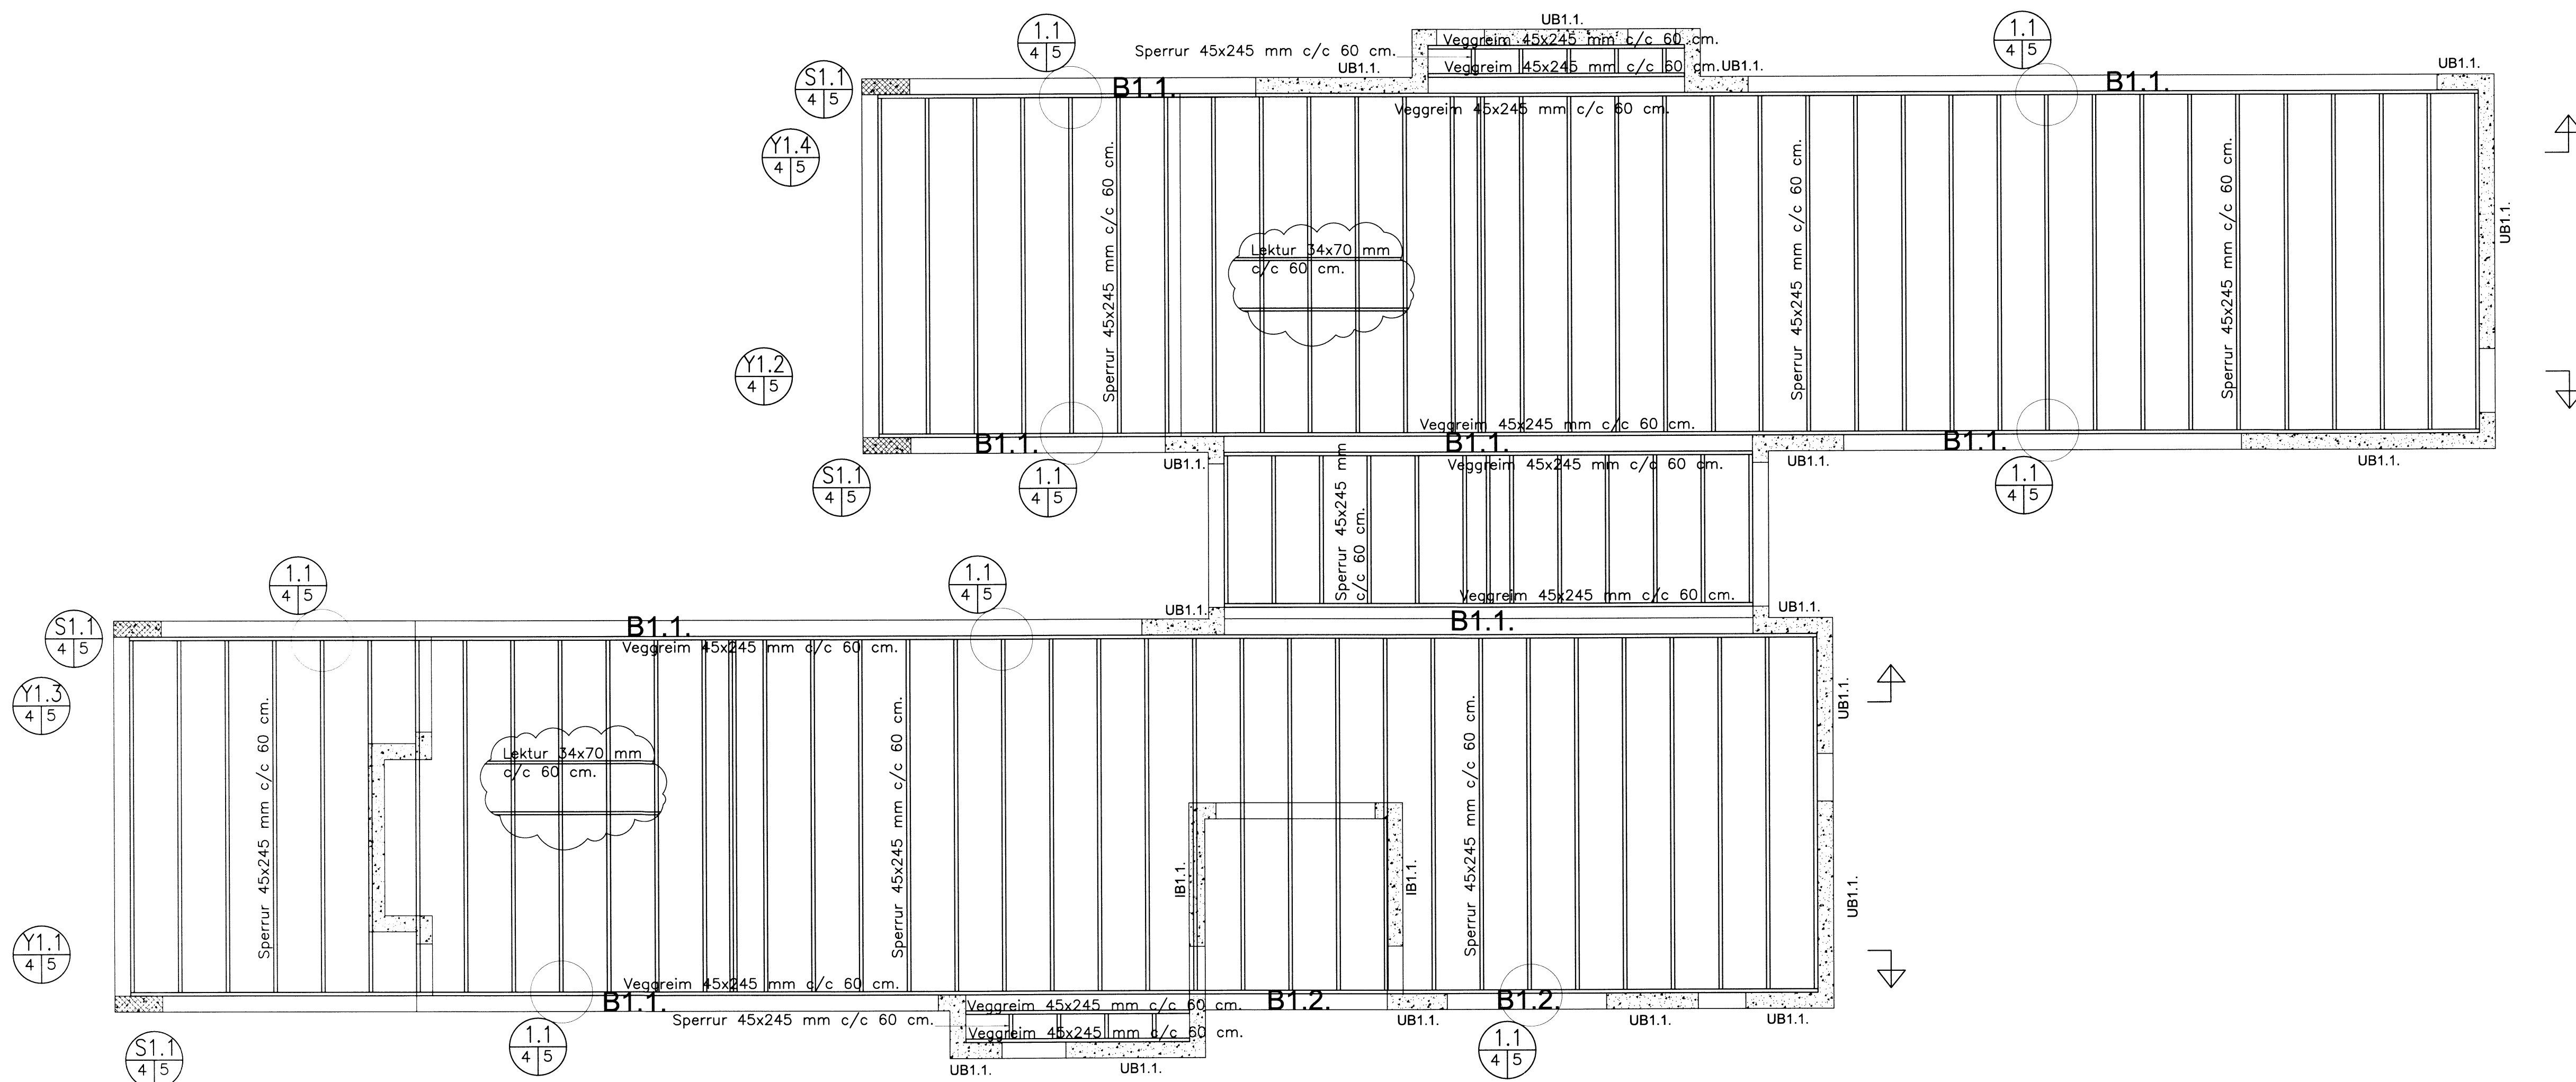 UB1.1.
1.1
4 5
Sperrur 45x245 mm c/c 60 cm.
Veggreim 45x245 mm c/c 60 cm.
1.1
4 5
UB1.1.
Veggreim 45x245 mm c/c 60 cm.
UB1.1.
UB1.1.
S1.1
4 5
B1.1.
B1.1.
Veggreim 45x245 mm c/c 60 cm.
Y1.4
4 5
Sperrur 45x245 mm c/c 60 cm.
Sperrur 45x245 mm c/c 60 cm.
Sperrur 45x245 mm c/c 60 cm.
UB1.1.
Lektur 34x70 mm
c/c 60 cm.
Y1.2
4 5
Veggreim 45x245 mm c/c 60 cm.
B1.1.
B1.1.
B1.1.
UB1.1.
Veggreim 45x245 mm c/c 60 cm.
UB1.1.
UB1.1.
S1.1
4 5
1.1
4 5
1.1
4 5
Sperrur 45x245 mm
c/c 60 cm.
1.1
4 5
1.1
4 5
Veggreim 45x245 mm c/c 60 cm.
UB1.1.
UB1.1.
S1.1
4 5
B1.1.
B1.1.
Veggreim 45x245 mm c/c 60 cm.
Y1.3
4 5
Sperrur 45x245 mm c/c 60 cm.
Sperrur 45x245 mm c/c 60 cm.
Sperrur 45x245 mm c/c 60 cm.
UB1.1.
Lektur 34x70 mm
c/c 60 cm.
IB1.1.
IB1.1.
UB1.1.
Y1.1
4 5
Veggreim 45x245 mm c/c 60 cm.
B1.1.
Veggreim 45x245 mm c/c 60 cm.
B1.2.
B1.2.
Sperrur 45x245 mm c/c 60 cm.
UB1.1.
UB1.1.
UB1.1.
Veggreim 45x245 mm c/c 60 cm.
S1.1
4 5
1.1
4 5
1.1
4 5
UB1.1.
UB1.1.